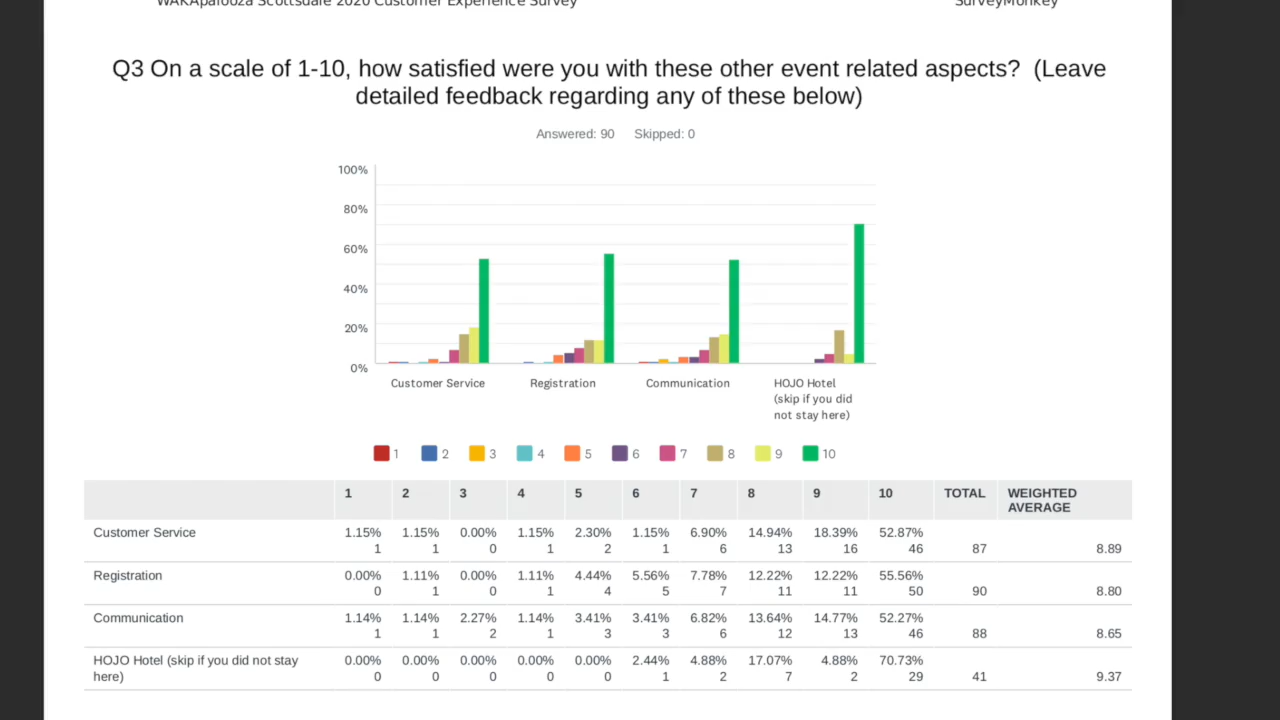 WAKApalooza Scottsdale 2020 Customer Experience Survey SurveyMonkey
Q3 On a scale of 1-10, how satisfied were you with these other event related aspects? (Leave
detailed feedback regarding any of these below)
Answered: 90 Skipped: 0
100%
80%
60%
40%
20%
0%
Customer Service Registration Communication HOJO Hotel
(skip if you did
not stay here)
1 2 3 4 5 6 7 8 9 10
1 2 3 4 5 6 7 8 9 10 TOTAL WEIGHTED
AVERAGE
Customer Service 1.15% 1.15% 0.00% 1.15% 2.30% 1.15% 6.90% 14.94% 18.39% 52.87%
1 1 0 1 2 1 6 13 16 46 87 8.89
Registration 0.00% 1.11% 0.00% 1.11% 4.44% 5.56% 7.78% 12.22% 12.22% 55.56%
0 1 0 1 4 5 7 11 11 50 90 8.80
Communication 1.14% 1.14% 2.27% 1.14% 3.41% 3.41% 6.82% 13.64% 14.77% 52.27%
1 1 2 1 3 3 6 12 13 46 88 8.65
HOJO Hotel (skip if you did not stay 0.00% 0.00% 0.00% 0.00% 0.00% 2.44% 4.88% 17.07% 4.88% 70.73%
here) 0 0 0 0 0 1 2 7 2 29 41 9.37